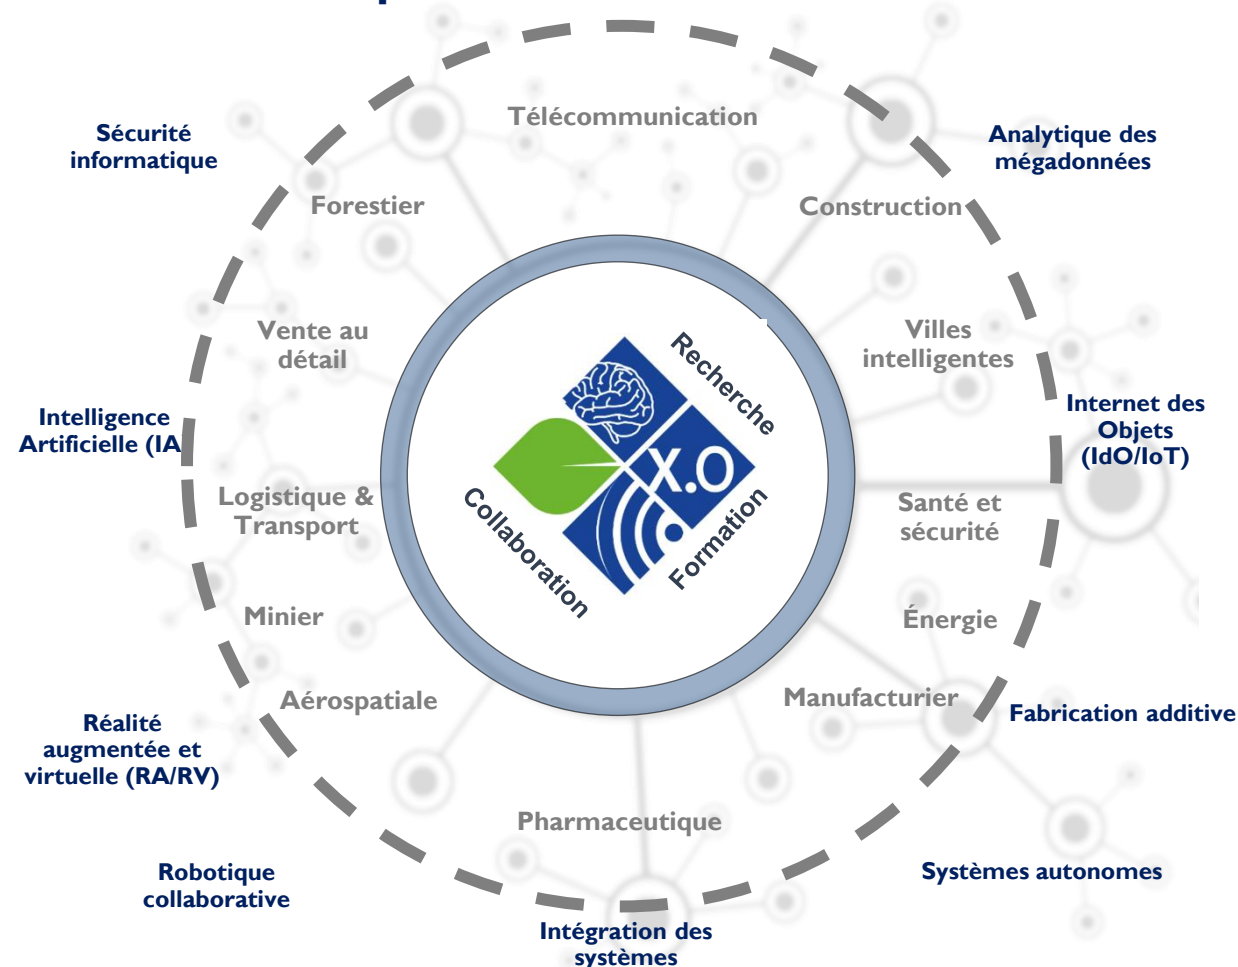 Télécommunication
Sécurité
informatique
Analytique des
mégadonnées
Forestier
Construction
Vente au
détail
Villes
intelligentes
Recherche
Intelligence
Artificielle (IA
Internet des
Objets
(IdO/IoT)
X.O
Logistique &
Transport
Santé et
sécurité
Collaboration
Formation
Minier
Énergie
Aérospatiale
Manufacturier
Réalité
augmentée et
virtuelle (RA/RV)
Fabrication additive
Pharmaceutique
Robotique
collaborative
Systèmes autonomes
Intégration des
systèmes